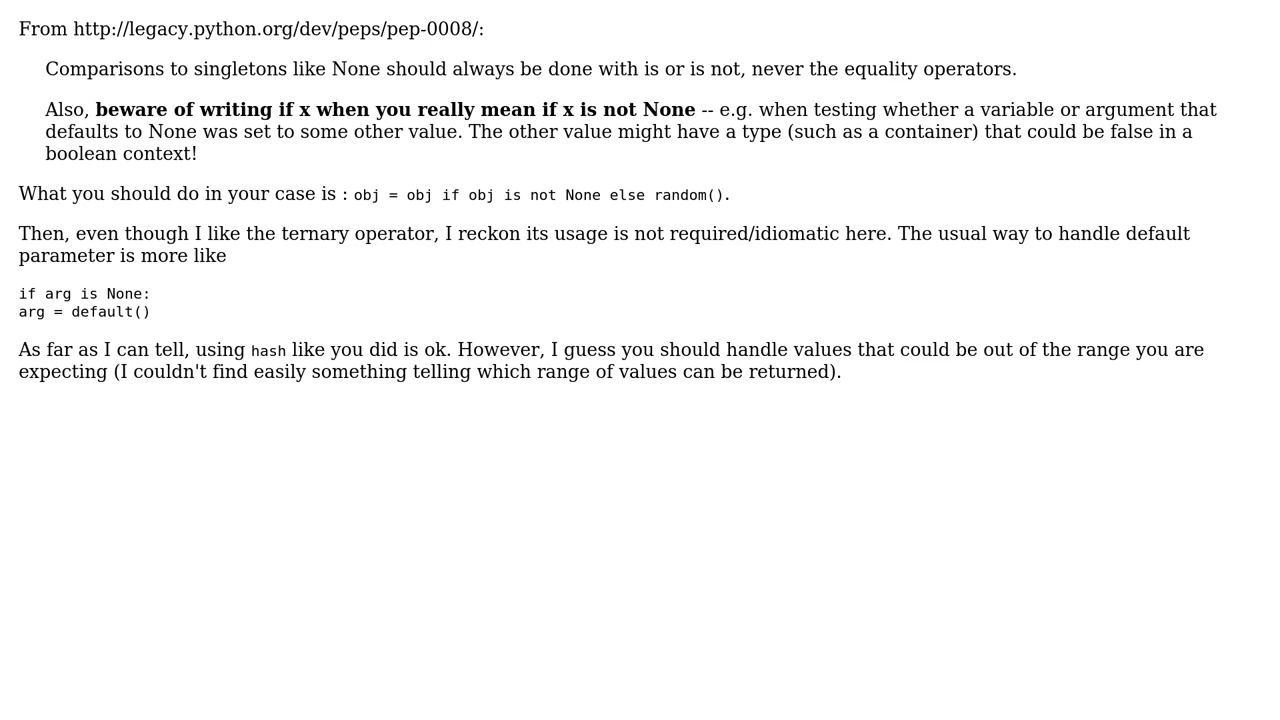 From http://legacy.python.org/dev/peps/pep-0008/:
Comparisons to singletons like None should always be done with is or is not, never the equality operators.
Also, beware of writing if x when you really mean if x is not None -- e.g. when testing whether a variable or argument that
defaults to None was set to some other value. The other value might have a type (such as a container) that could be false in a
boolean context!
What you should do in your case is : obj = obj if obj is not None else random().
Then, even though I like the ternary operator, I reckon its usage is not required/idiomatic here. The usual way to handle default
parameter is more like
if arg is None:
arg = default()
As far as I can tell, using hash like you did is ok. However, I guess you should handle values that could be out of the range you are
expecting (I couldn't find easily something telling which range of values can be returned).